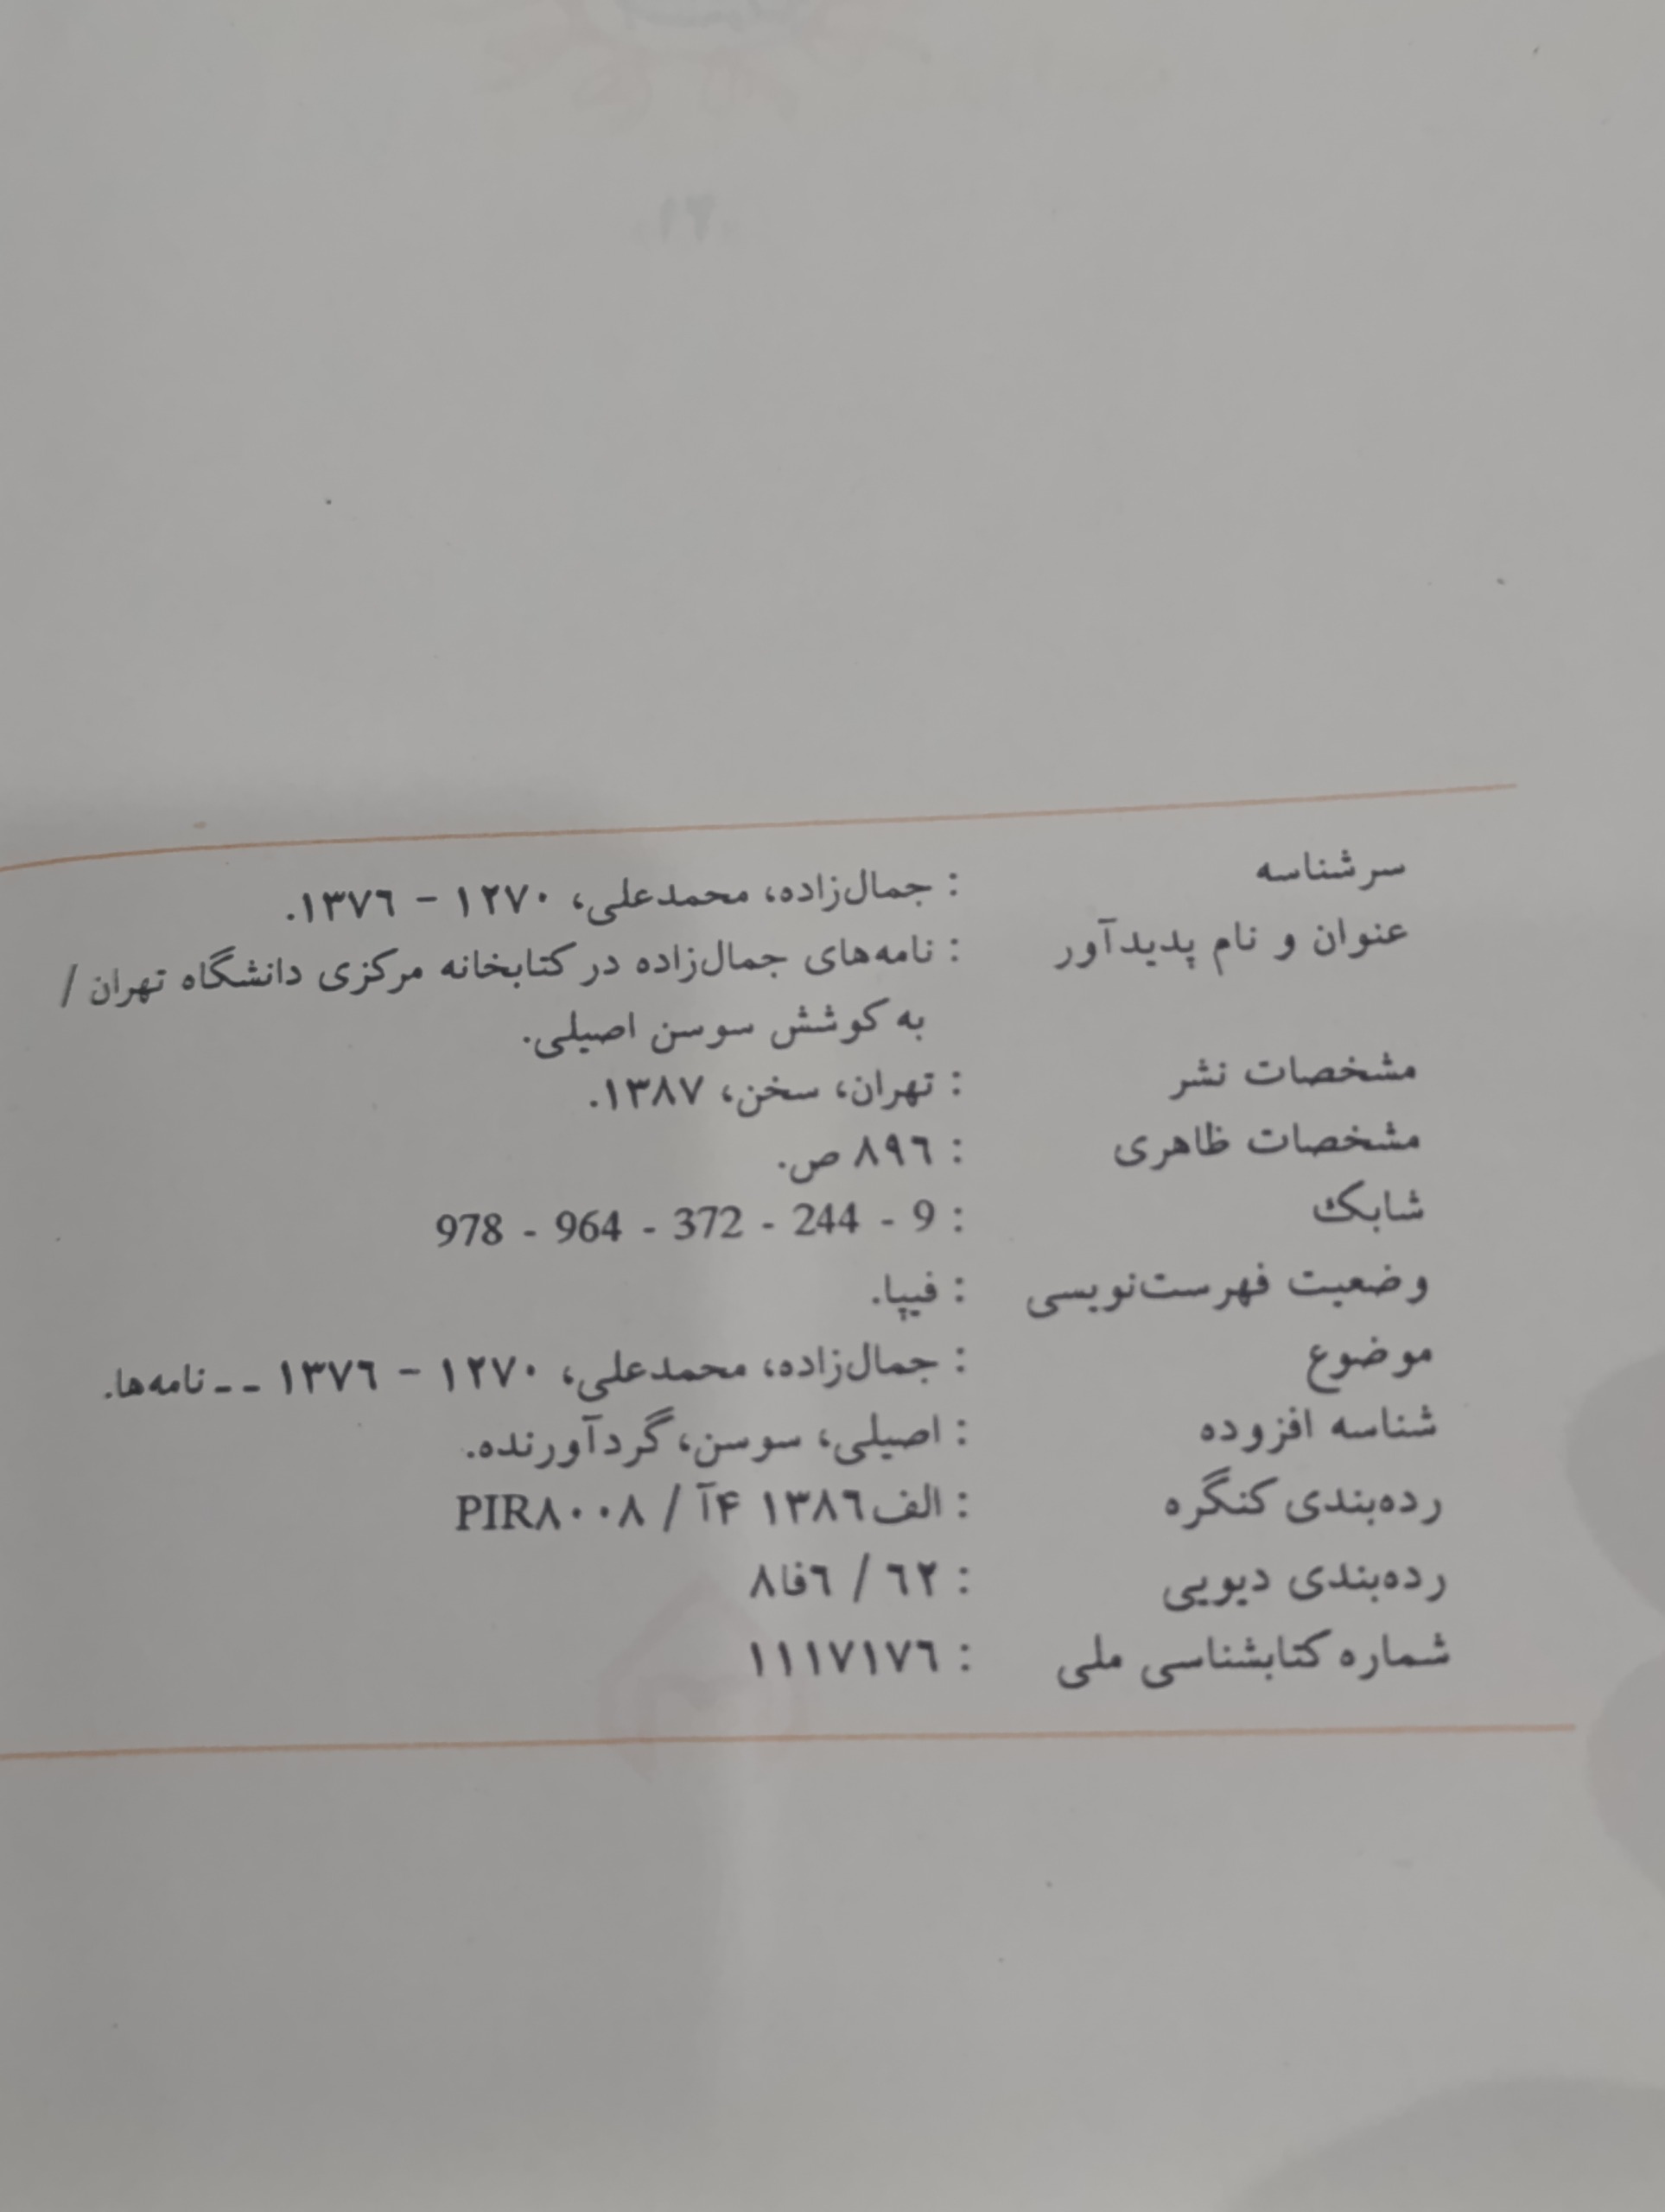 سرشناسه : جمال‌زاده، محمدعلی، ۱۲۷۰ - ۱۳۷۶.
عنوان و نام پدیدآور : نامه‌های جمال‌زاده در کتابخانه مرکزی دانشگاه تهران /
به کوشش سوسن اصیلی.
مشخصات نشر : تهران، سخن، ۱۳۸۷.
مشخصات ظاهری : ۸۹۶ ص.
شابک : 978 - 964 - 372 - 244 - 9
وضعیت فهرست‌نویسی : فیپا.
موضوع : جمال‌زاده، محمدعلی، ۱۲۷۰ - ۱۳۷۶ -- نامه‌ها.
شناسه افزوده : اصیلی، سوسن، گردآورنده.
رده‌بندی کنگره : الف۱۳۸۶ ۴آ / PIR۸۰۰۸
رده‌بندی دیویی : ۶۲ / ۸فا۶
شماره کتابشناسی ملی : ۱۱۱۷۱۷۶